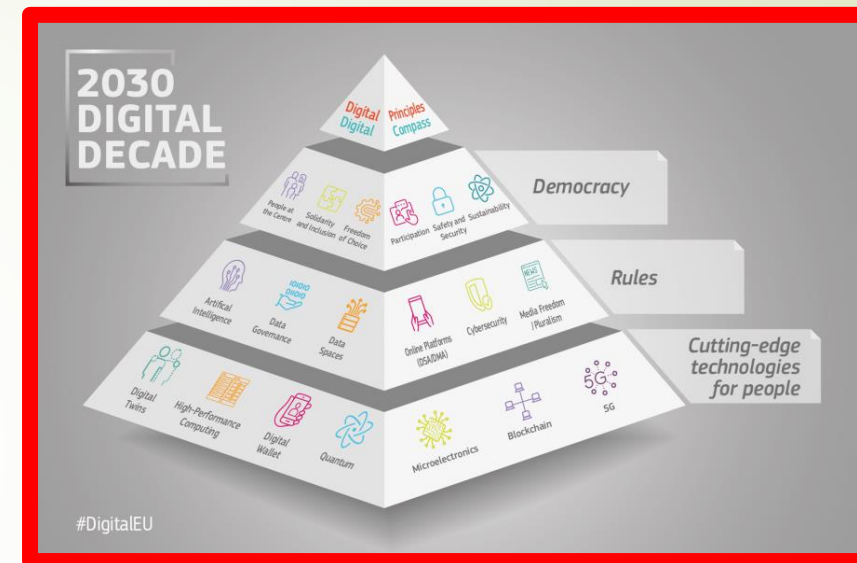 2030
DIGITAL
DECADE
Digital Principles
Digital Compass
People at
the Centre
Solidarity
and Inclusion
Freedom
of Choice
Participation
Safety and
Security
Sustainability
Democracy
Artifical
Intelligence
Data
Governance
Data
Spaces
Online Platforms
(DSA/DMA)
Cybersecurity
NEWS
Media Freedom
/Pluralism
Rules
Digital
Twins
High-Performance
Computing
Digital
Wallet
Quantum
Microelectronics
Blockchain
5G
5G
Cutting-edge
technologies
for people
#DigitalEU